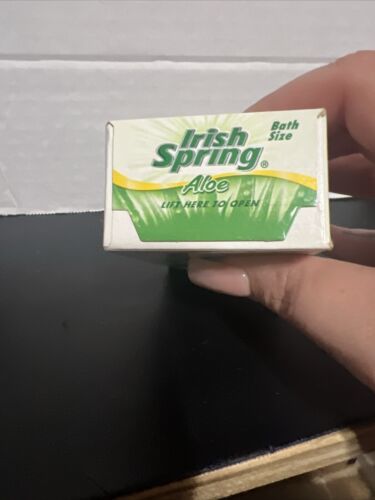 Irish
Spring®
Bath
Size
Aloe
LIFT HERE TO OPEN